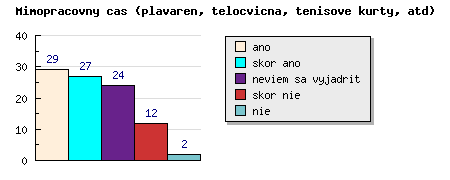 Mimopracovny cas (plavaren, telocvicna, tenisove kurty, atd)
40
30
20
10
0
29
27
24
12
2
ano
skor ano
neviem sa vyjadrit
skor nie
nie